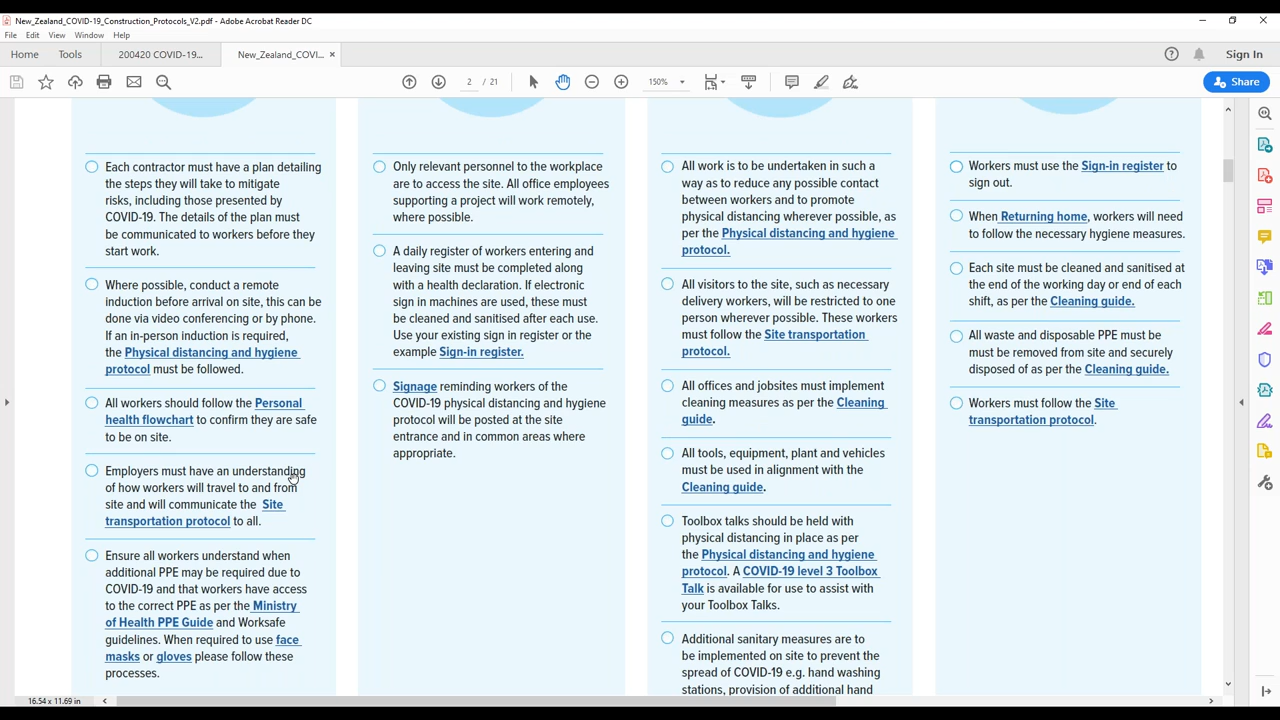 New_Zealand_COVID-19_Construction_Protocols_V2.pdf - Adobe Acrobat Reader DC
File Edit View Window Help
Home Tools 200420 COVID-19... New_Zealand_COVI... ×
Sign In
2 / 21
150%
Share
Each contractor must have a plan detailing
the steps they will take to mitigate
risks, including those presented by
COVID-19. The details of the plan must
be communicated to workers before they
start work.
Where possible, conduct a remote
induction before arrival on site, this can be
done via video conferencing or by phone.
If an in-person induction is required,
the Physical distancing and hygiene
protocol must be followed.
All workers should follow the Personal
health flowchart to confirm they are safe
to be on site.
Employers must have an understanding
of how workers will travel to and from
site and will communicate the Site
transportation protocol to all.
Ensure all workers understand when
additional PPE may be required due to
COVID-19 and that workers have access
to the correct PPE as per the Ministry
of Health PPE Guide and Worksafe
guidelines. When required to use face
masks or gloves please follow these
processes.
Only relevant personnel to the workplace
are to access the site. All office employees
supporting a project will work remotely,
where possible.
A daily register of workers entering and
leaving site must be completed along
with a health declaration. If electronic
sign in machines are used, these must
be cleaned and sanitised after each use.
Use your existing sign in register or the
example Sign-in register.
Signage reminding workers of the
COVID-19 physical distancing and hygiene
protocol will be posted at the site
entrance and in common areas where
appropriate.
All work is to be undertaken in such a
way as to reduce any possible contact
between workers and to promote
physical distancing wherever possible, as
per the Physical distancing and hygiene
protocol.
All visitors to the site, such as necessary
delivery workers, will be restricted to one
person wherever possible. These workers
must follow the Site transportation
protocol.
All offices and jobsites must implement
cleaning measures as per the Cleaning
guide.
All tools, equipment, plant and vehicles
must be used in alignment with the
Cleaning guide.
Toolbox talks should be held with
physical distancing in place as per
the Physical distancing and hygiene
protocol. A COVID-19 level 3 Toolbox
Talk is available for use to assist with
your Toolbox Talks.
Additional sanitary measures are to
be implemented on site to prevent the
spread of COVID-19 e.g. hand washing
stations, provision of additional hand
Workers must use the Sign-in register to
sign out.
When Returning home, workers will need
to follow the necessary hygiene measures.
Each site must be cleaned and sanitised at
the end of the working day or end of each
shift, as per the Cleaning guide.
All waste and disposable PPE must be
must be removed from site and securely
disposed of as per the Cleaning guide.
Workers must follow the Site
transportation protocol.
16.54 x 11.69 in